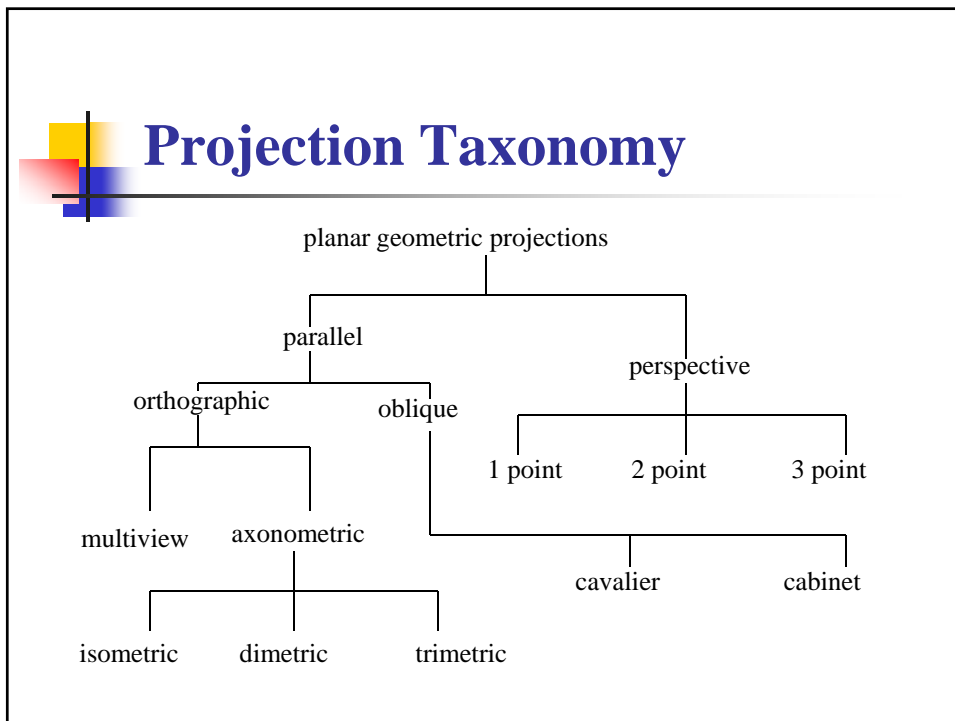 Projection Taxonomy
planar geometric projections
parallel
perspective
orthographic
oblique
1 point
2 point
3 point
multiview
axonometric
cavalier
cabinet
isometric
dimetric
trimetric